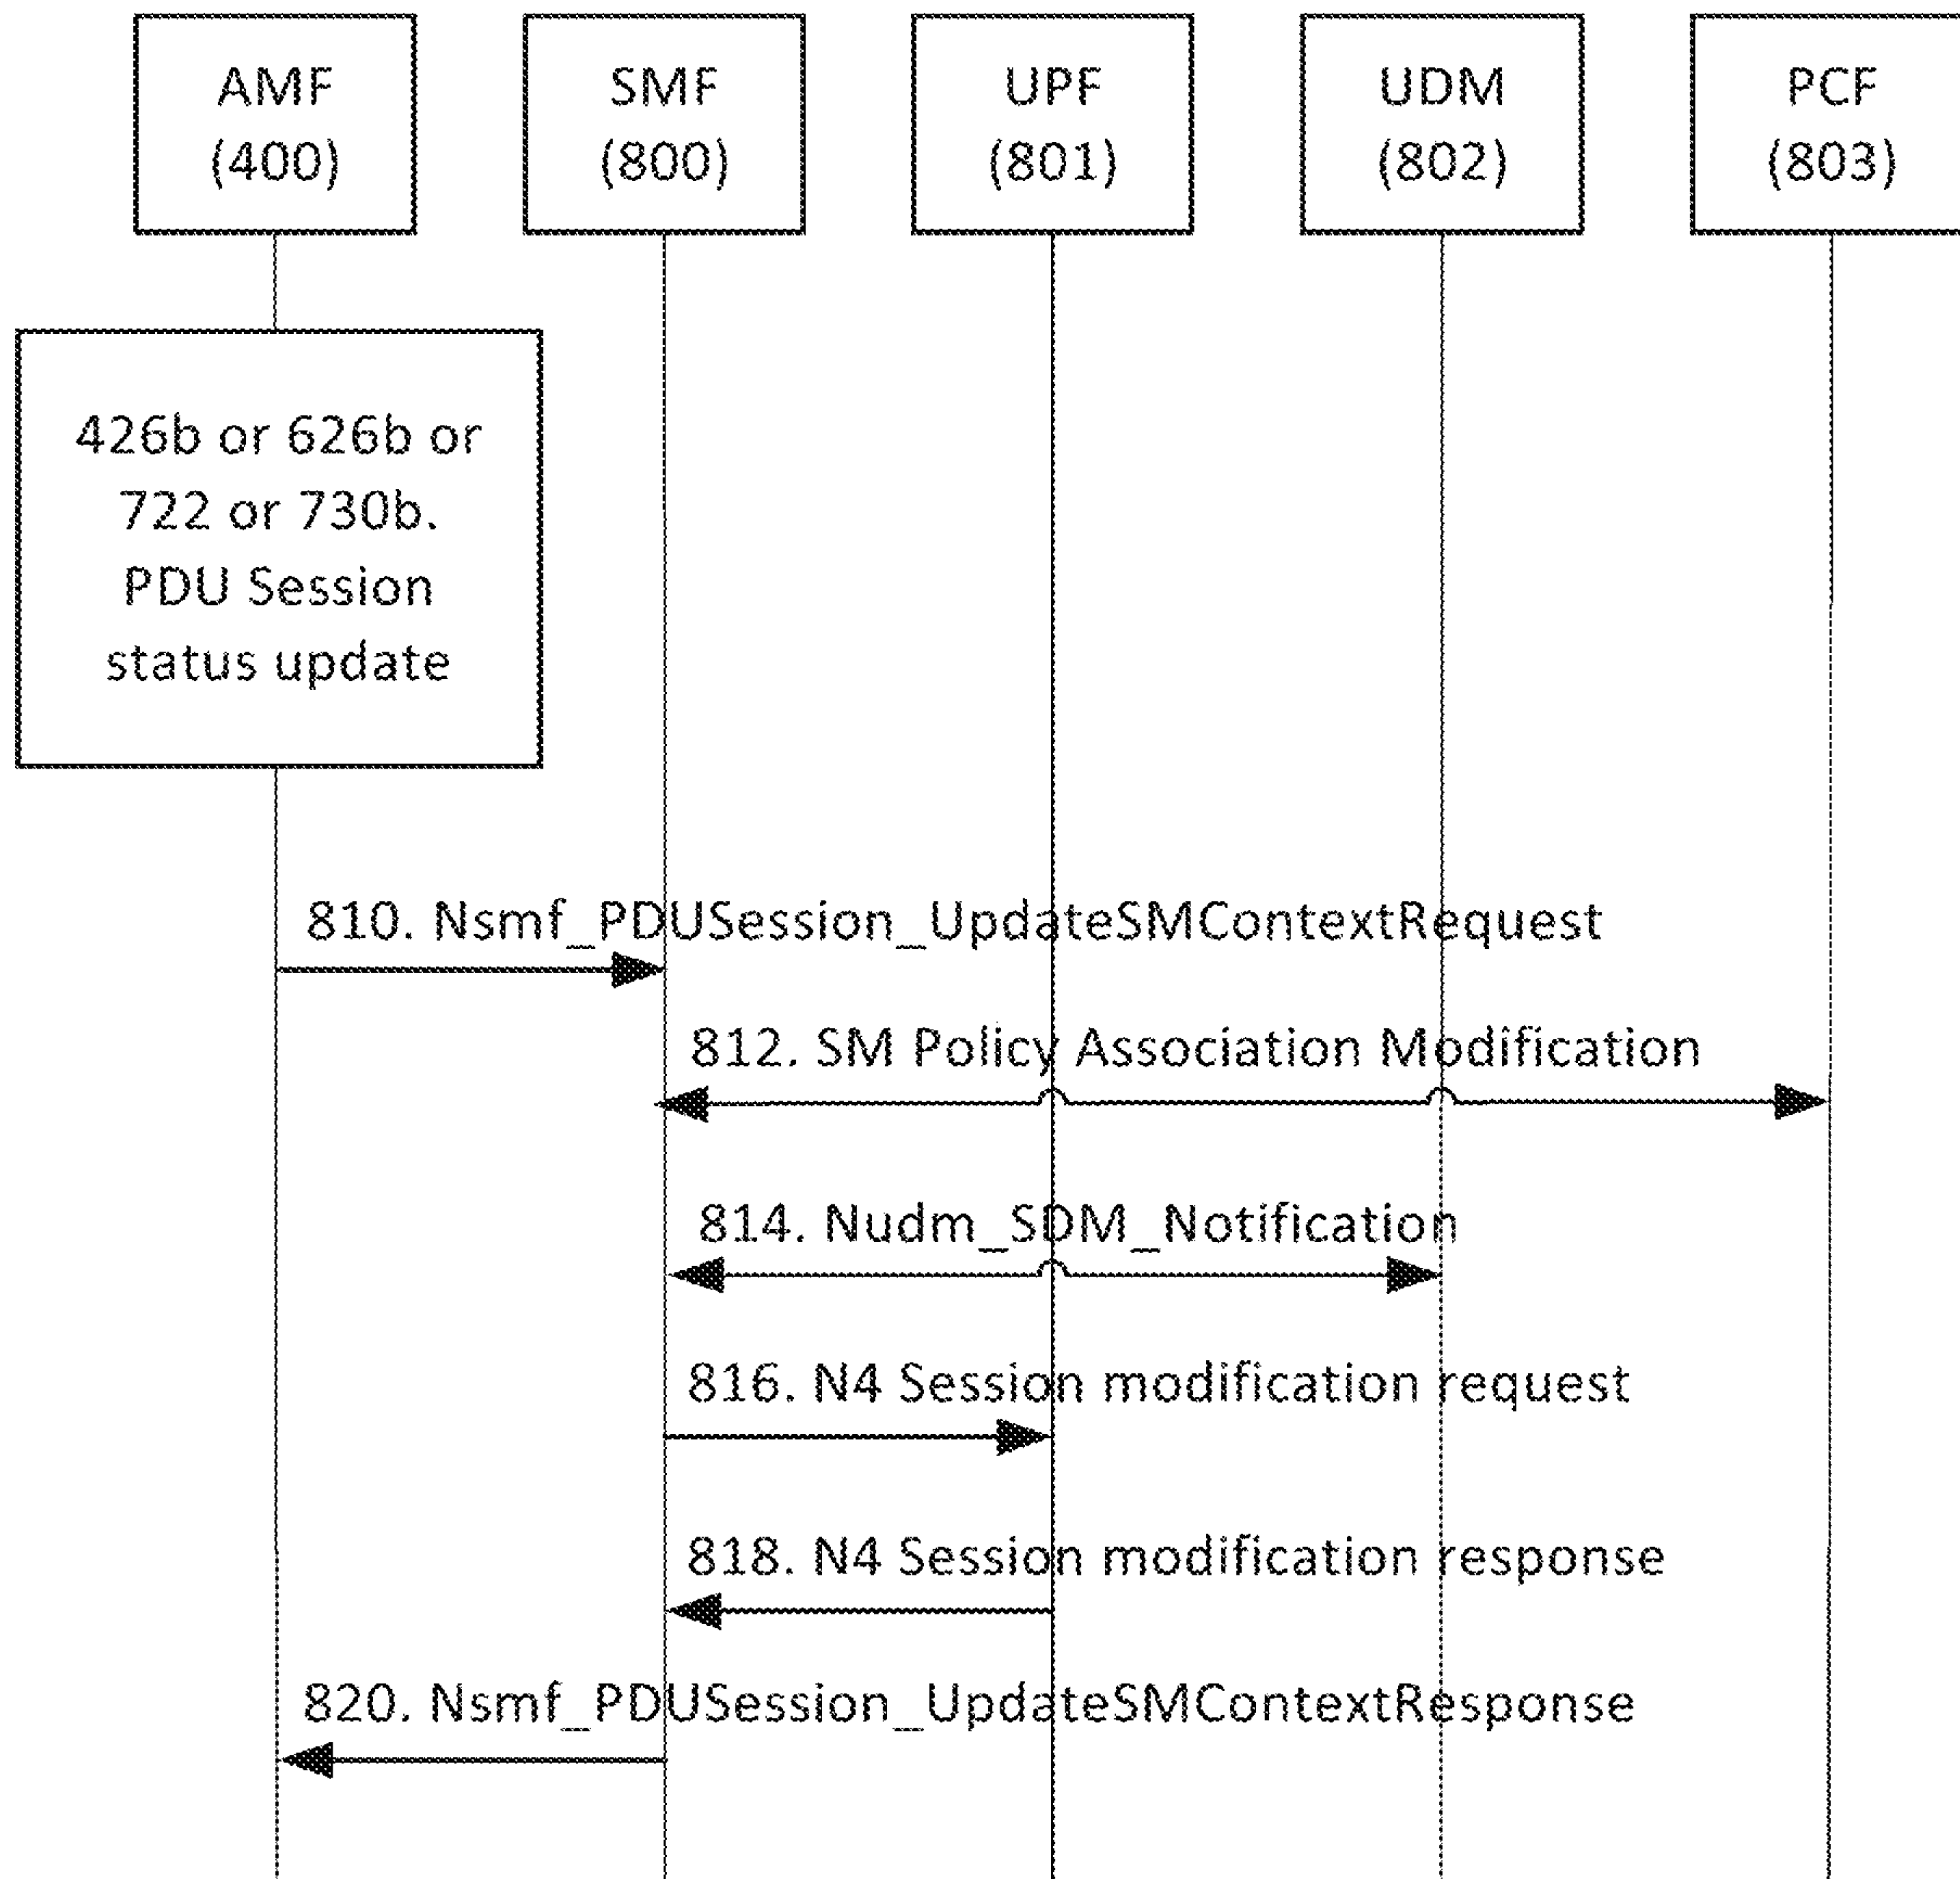 AMF
(400)
SMF
(800)
UPF
(801)
UDM
(802)
PCF
(803)
426b or 626b or
722 or 730b.
PDU Session
status update
810. Nsmf_PDUSession_UpdateSMContextRequest
812. SM Policy Association Modification
814. Nudm_SDM_Notification
816. N4 Session modification request
818. N4 Session modification response
820. Nsmf_PDUSession_UpdateSMContextResponse